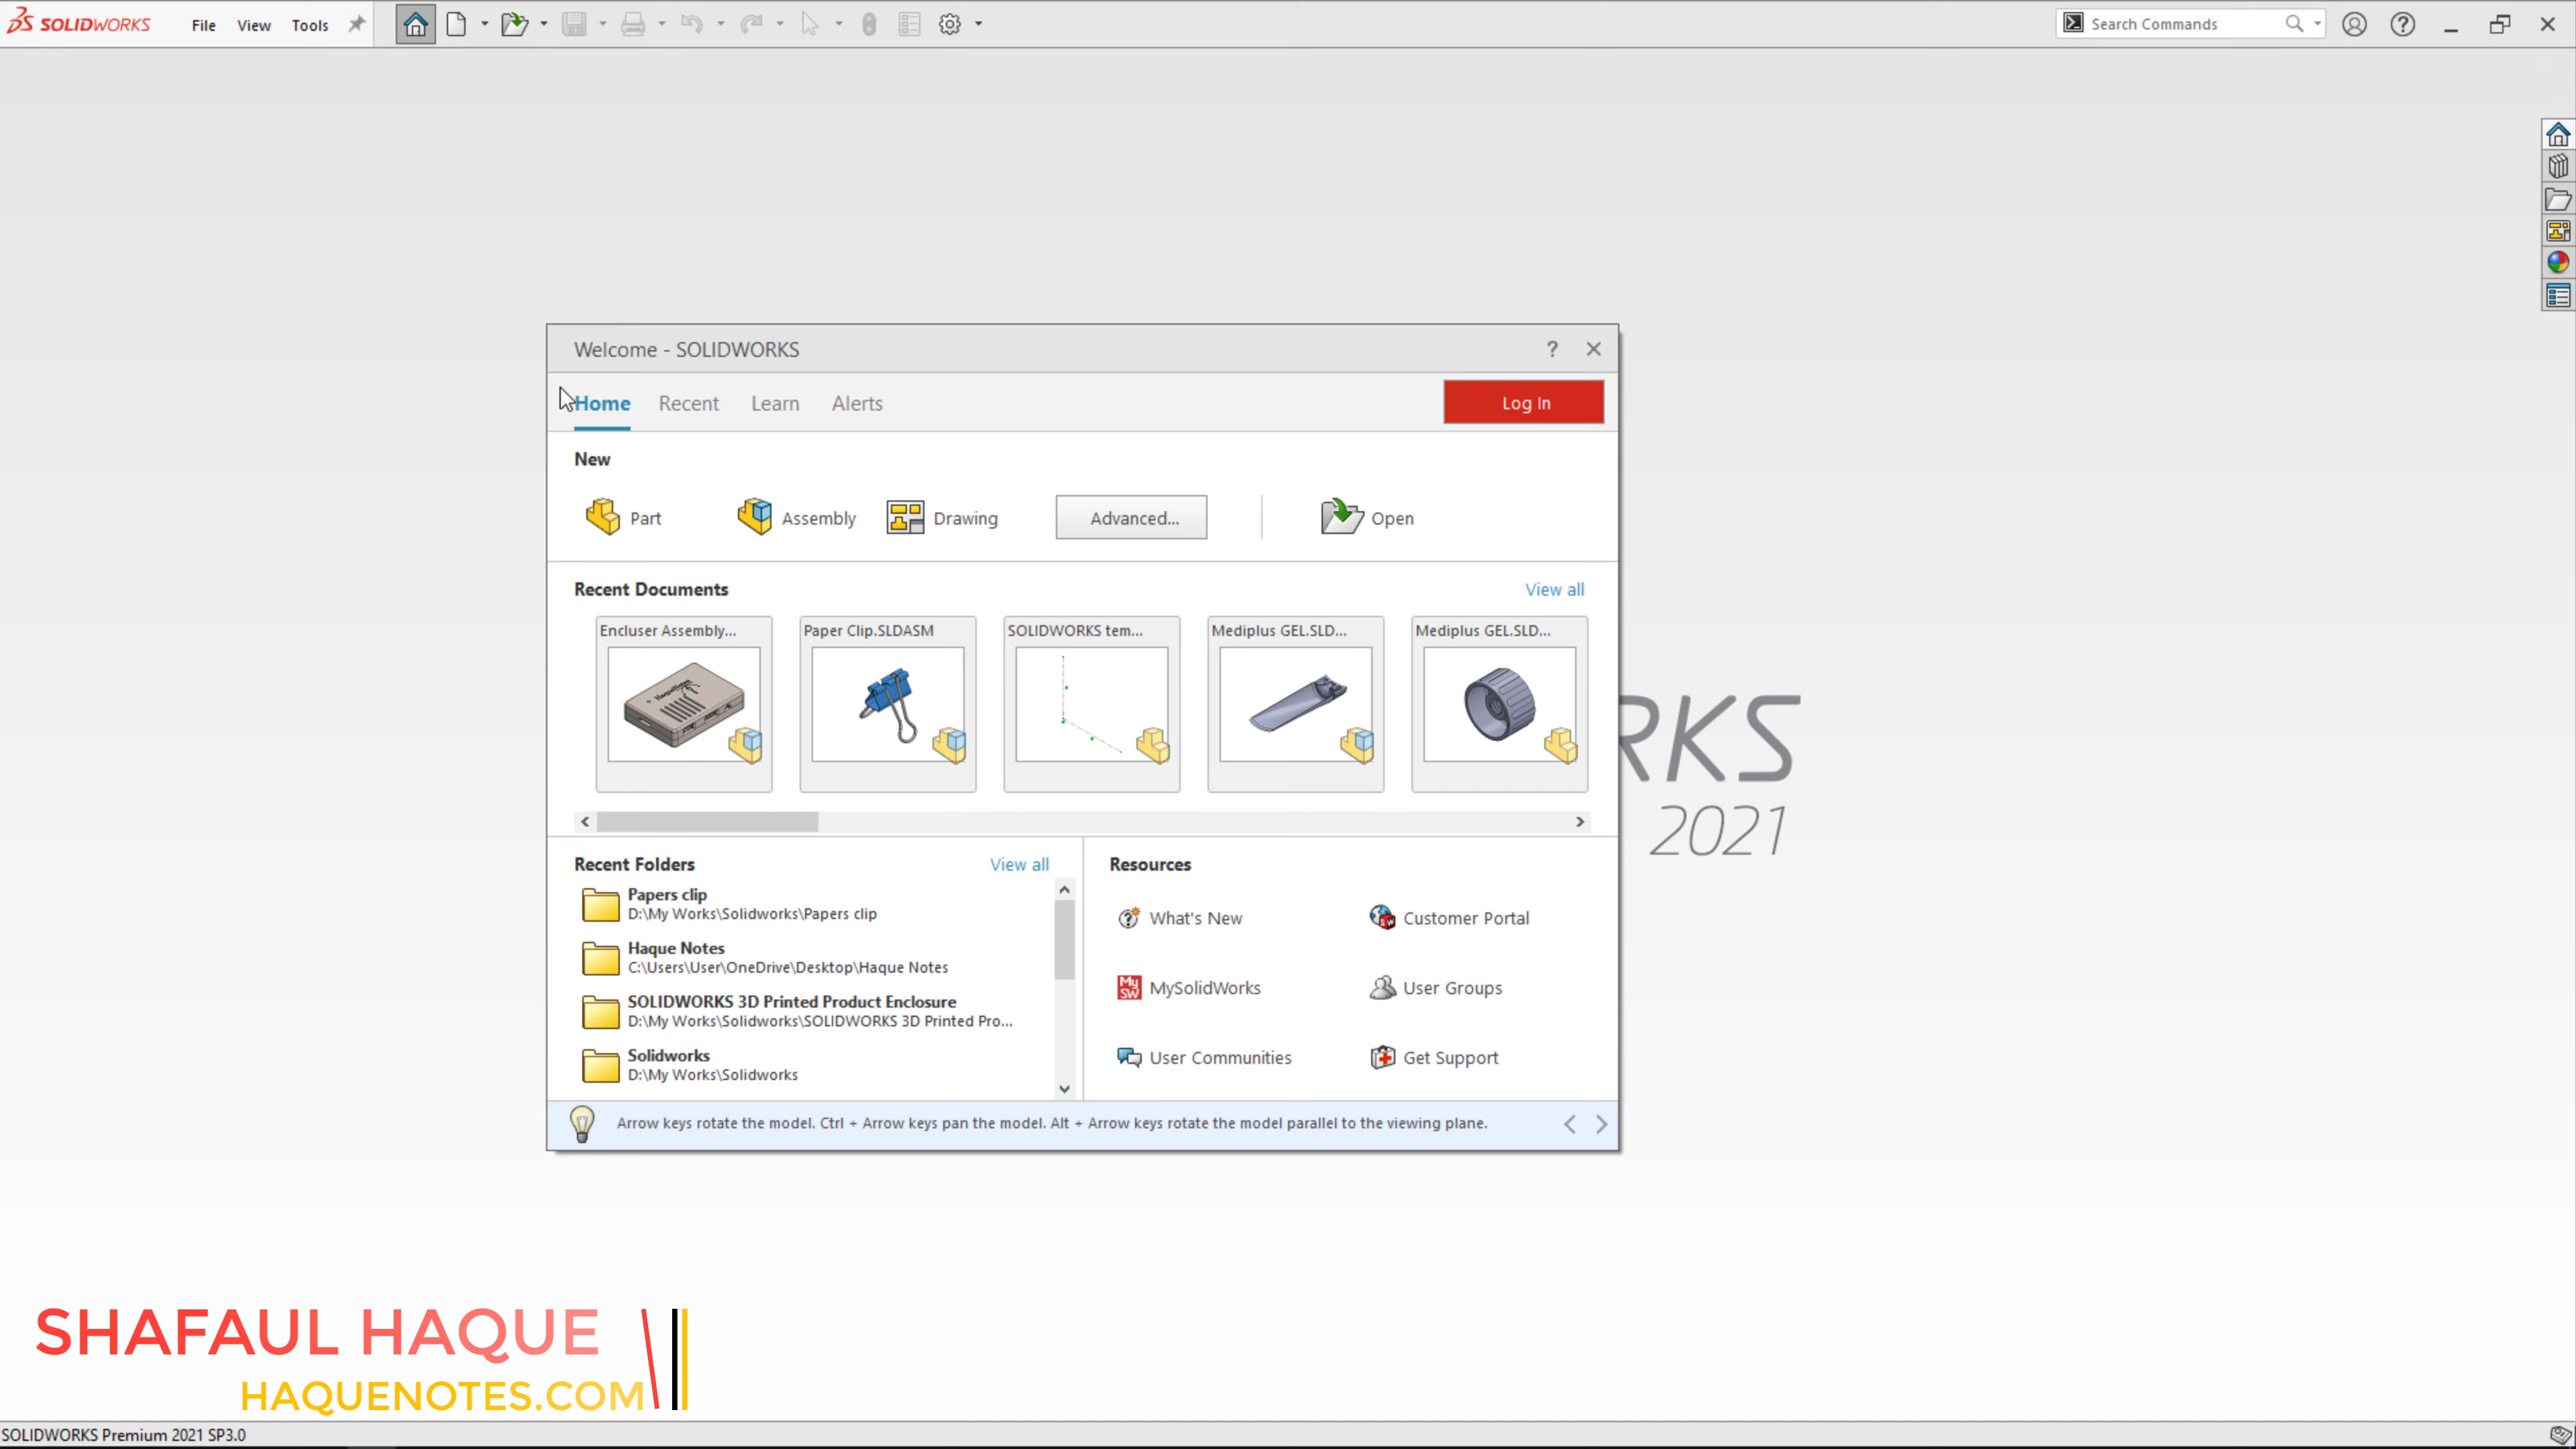 SOLIDWORKS File View Tools Search Commands
Welcome - SOLIDWORKS ?
Home Recent Learn Alerts Log In
New
Part Assembly Drawing Advanced... Open
Recent Documents View all
Encluser Assembly... Paper Clip.SLDASM SOLIDWORKS tem... Mediplus GEL.SLD... Mediplus GEL.SLD...
RKS
2021
Recent Folders View all
Papers clip
D:\My Works\Solidworks\Papers clip
Haque Notes
C:\Users\User\OneDrive\Desktop\Haque Notes
SOLIDWORKS 3D Printed Product Enclosure
D:\My Works\Solidworks\SOLIDWORKS 3D Printed Pro...
Solidworks
D:\My Works\Solidworks
Resources
What's New Customer Portal
MySolidWorks User Groups
User Communities Get Support
Arrow keys rotate the model. Ctrl + Arrow keys pan the model. Alt + Arrow keys rotate the model parallel to the viewing plane.
SHAFAUL HAQUE
HAQUENOTES.COM
SOLIDWORKS Premium 2021 SP3.0